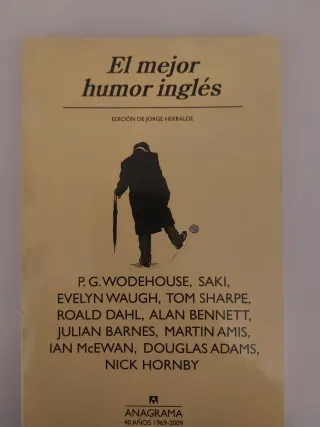 El mejor
humor inglés
EDICIÓN DE JORGE HERRALDE
P. G. WODEHOUSE, SAKI,
EVELYN WAUGH, TOM SHARPE,
ROALD DAHL, ALAN BENNETT,
JULIAN BARNES, MARTIN AMIS,
IAN McEWAN, DOUGLAS ADAMS,
NICK HORNBY
ANAGRAMA
40 AÑOS 1969-2009